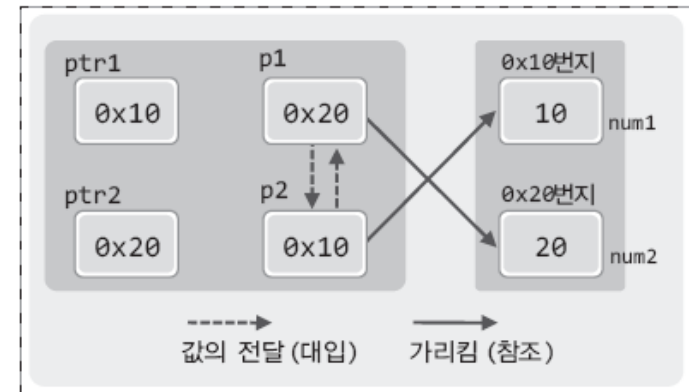 ptr1 p1 0x10번지
0x10 0x20 10 num1
ptr2 p2 0x20번지
0x20 0x10 20 num2
값의 전달(대입) 가리킴(참조)